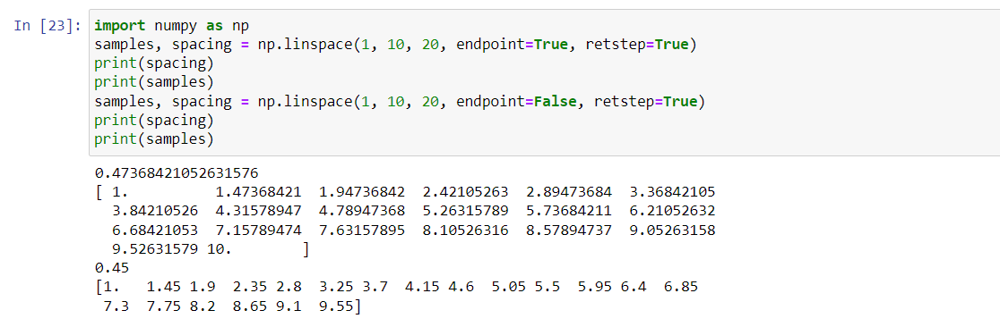 In [23]: import numpy as np
samples, spacing = np.linspace(1, 10, 20, endpoint=True, retstep=True)
print(spacing)
print(samples)
samples, spacing = np.linspace(1, 10, 20, endpoint=False, retstep=True)
print(spacing)
print(samples)
0.47368421052631576
[ 1.          1.47368421  1.94736842  2.42105263  2.89473684  3.36842105
  3.84210526  4.31578947  4.78947368  5.26315789  5.73684211  6.21052632
  6.68421053  7.15789474  7.63157895  8.10526316  8.57894737  9.05263158
  9.52631579 10.        ]
0.45
[1.   1.45 1.9  2.35 2.8  3.25 3.7  4.15 4.6  5.05 5.5  5.95 6.4  6.85
 7.3  7.75 8.2  8.65 9.1  9.55]